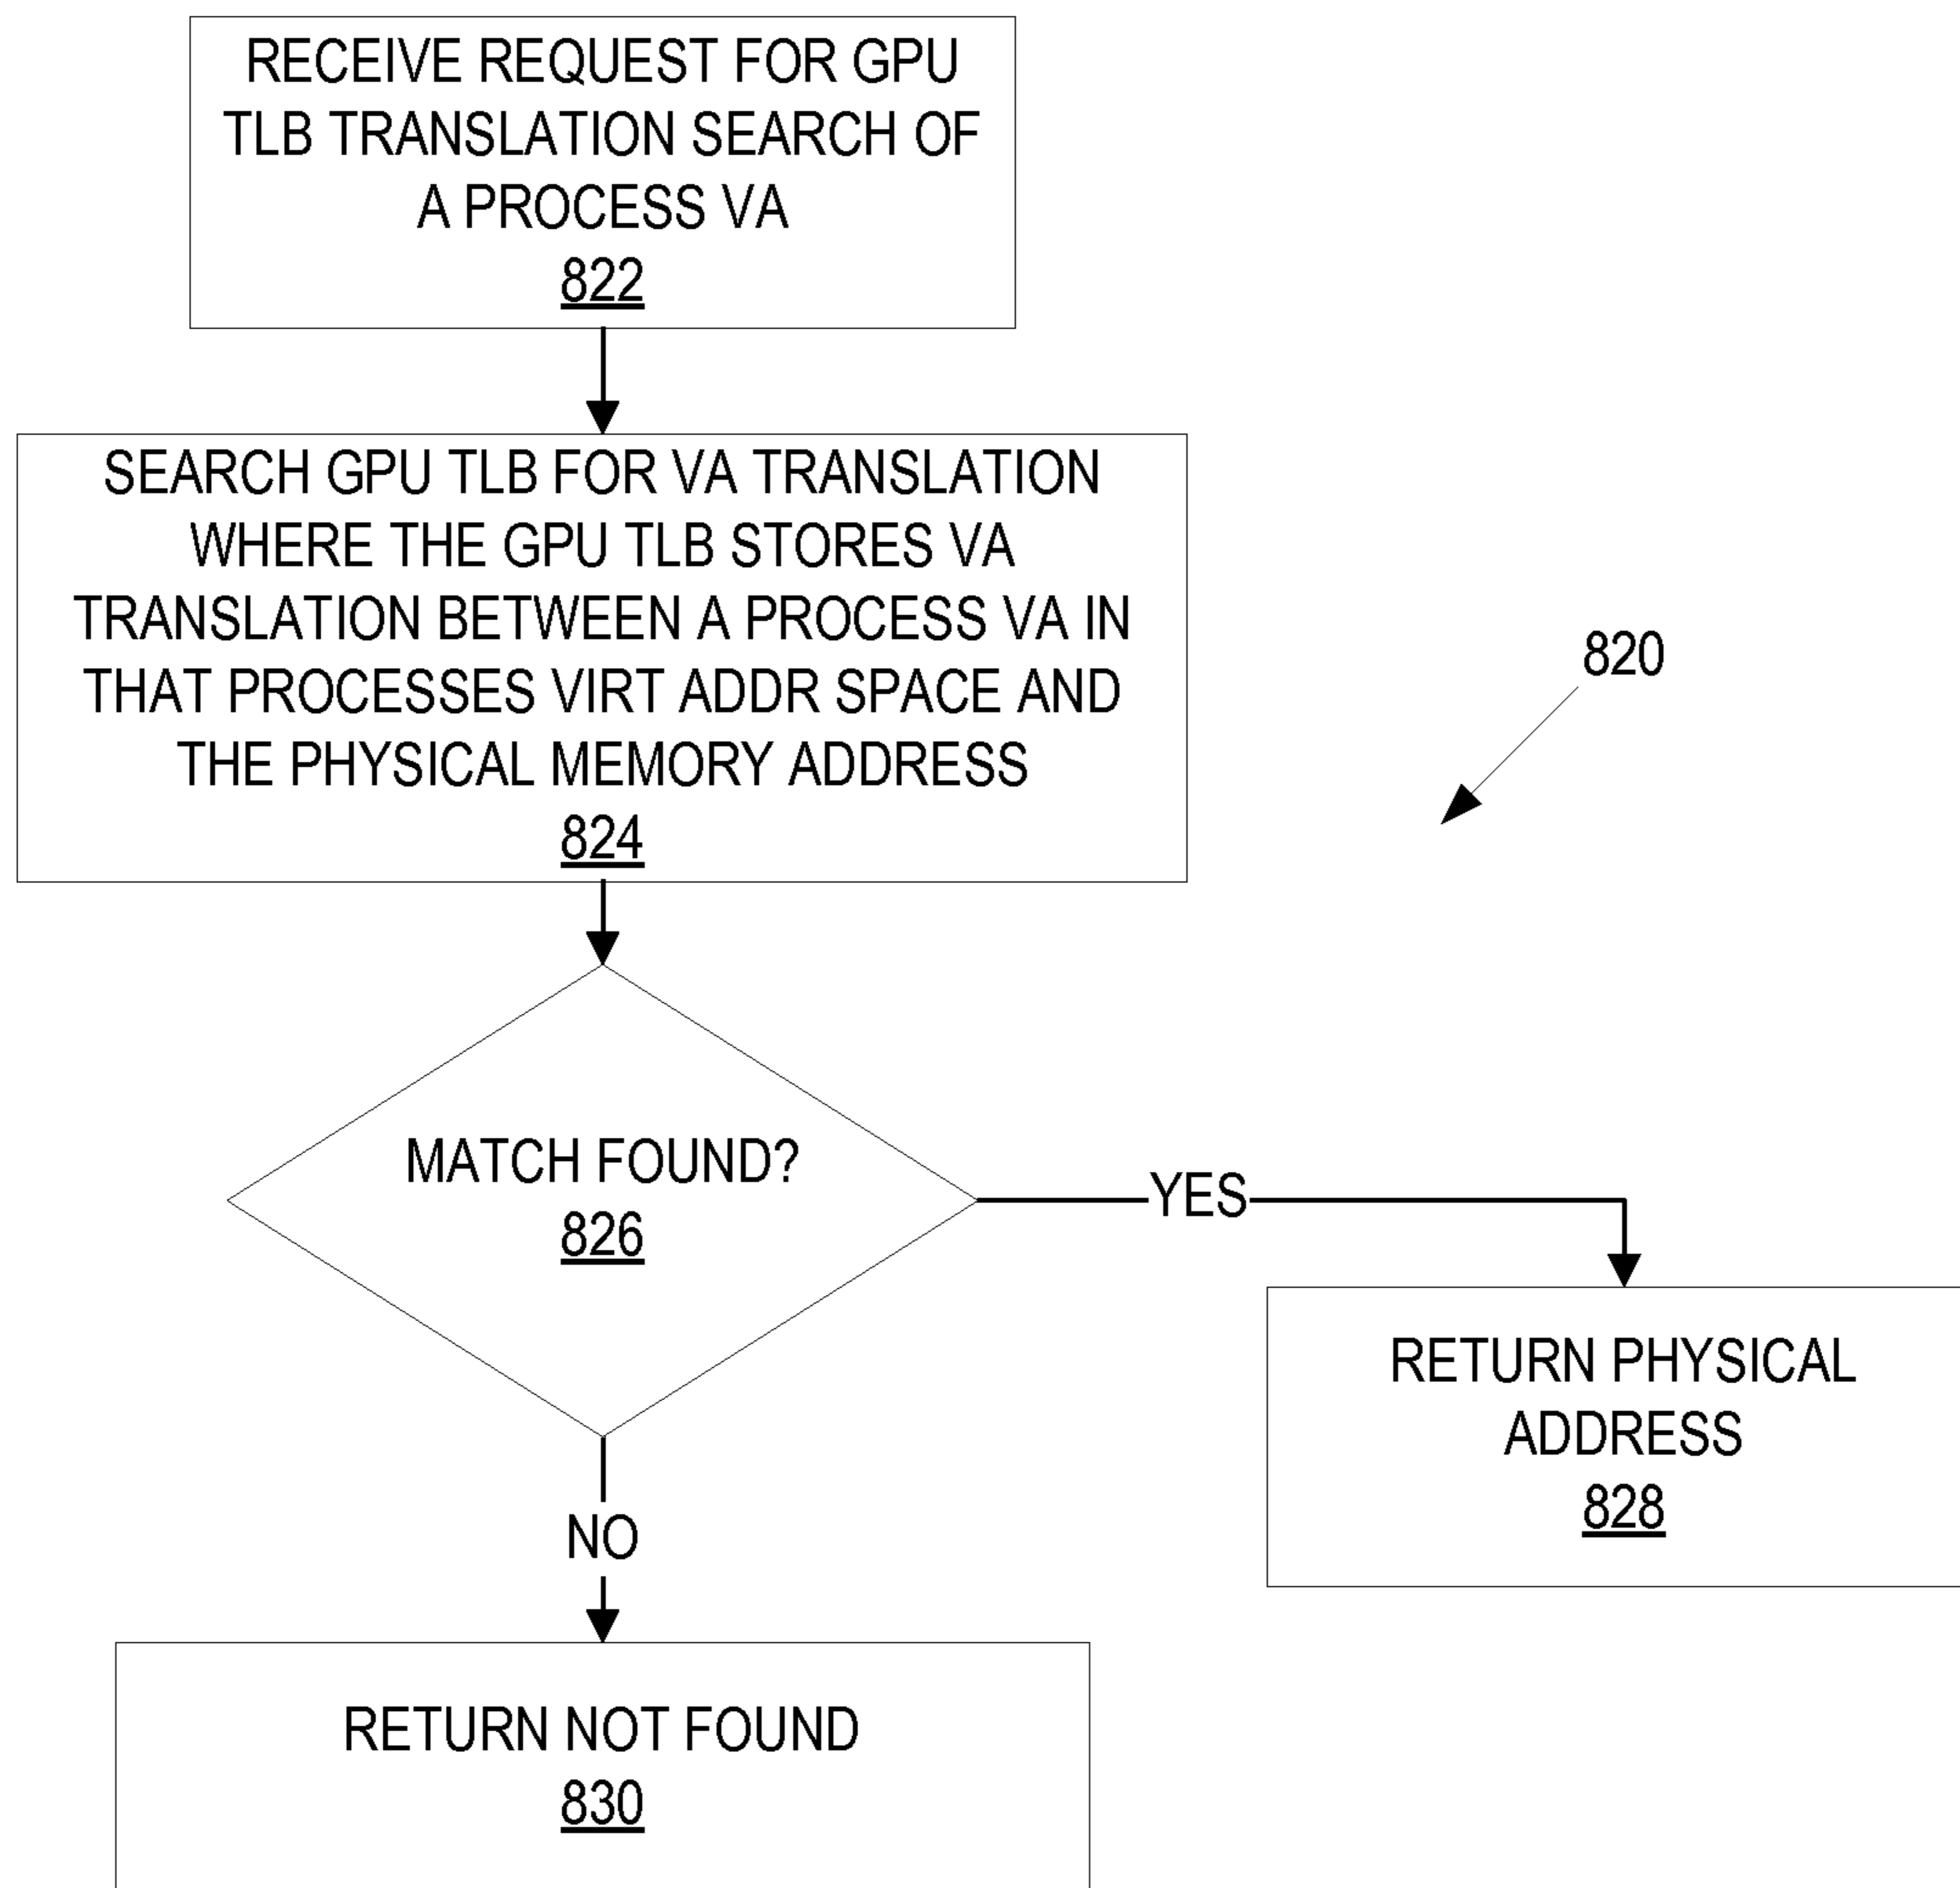 RECEIVE REQUEST FOR GPU
TLB TRANSLATION SEARCH OF
A PROCESS VA
822
SEARCH GPU TLB FOR VA TRANSLATION
WHERE THE GPU TLB STORES VA
TRANSLATION BETWEEN A PROCESS VA IN
THAT PROCESSES VIRT ADDR SPACE AND
THE PHYSICAL MEMORY ADDRESS
824
820
MATCH FOUND?
826
YES
RETURN PHYSICAL
ADDRESS
828
NO
RETURN NOT FOUND
830